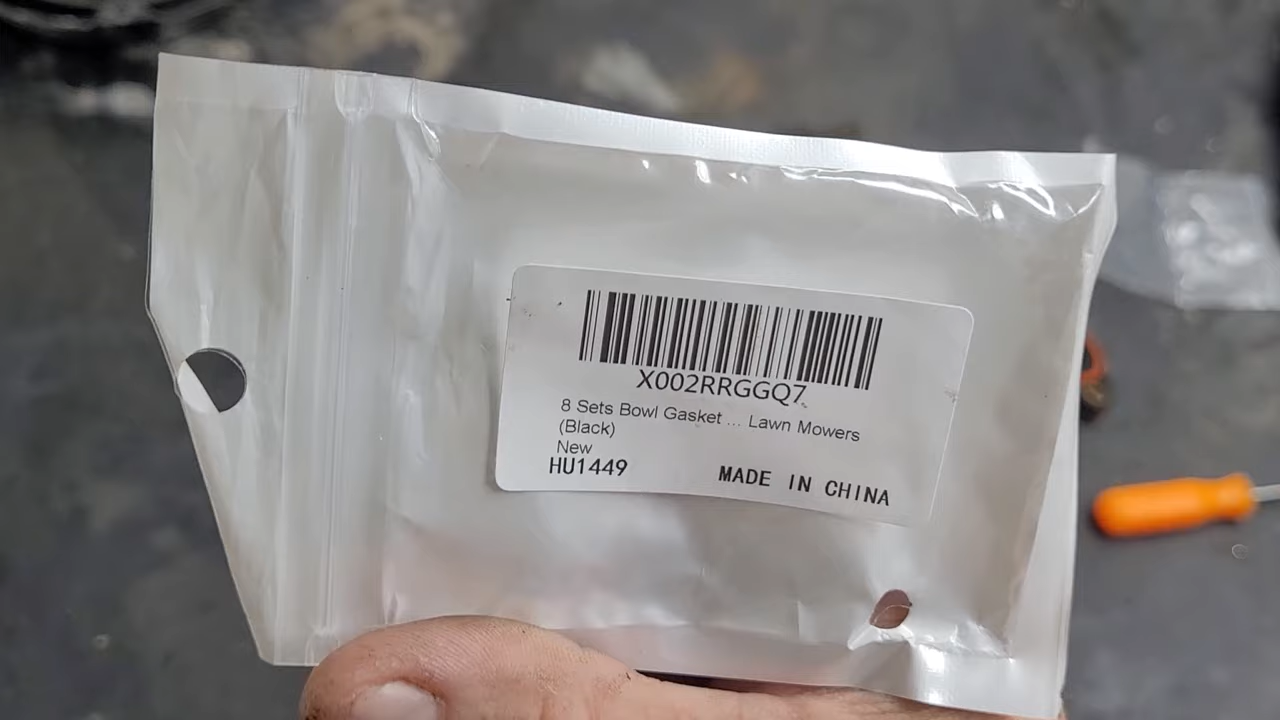 X002RRGGQ7
8 Sets Bowl Gasket ... Lawn Mowers
(Black)
New
HU1449 MADE IN CHINA